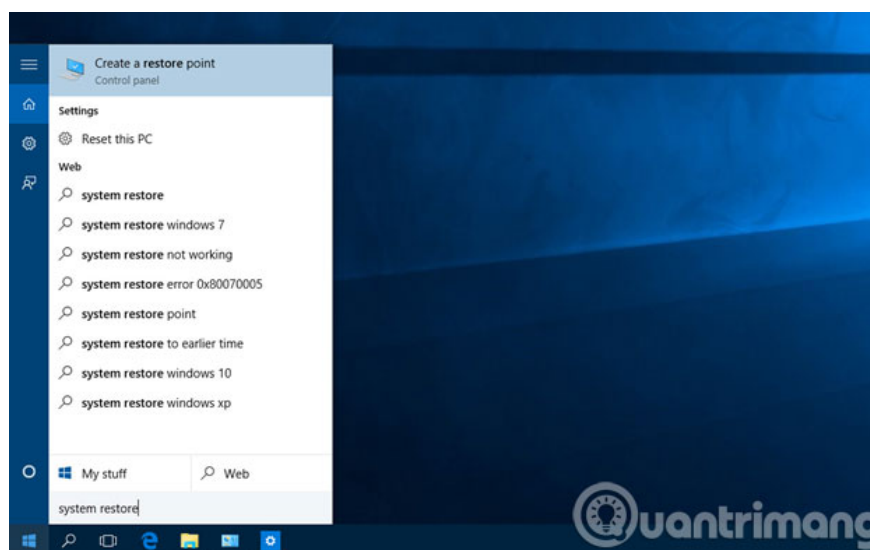 Create a restore point
Control panel
Settings
Reset this PC
Web
system restore
system restore windows 7
system restore not working
system restore error 0x80070005
system restore point
system restore to earlier time
system restore windows 10
system restore windows xp
My stuff
Web
system restore
Quantrimang